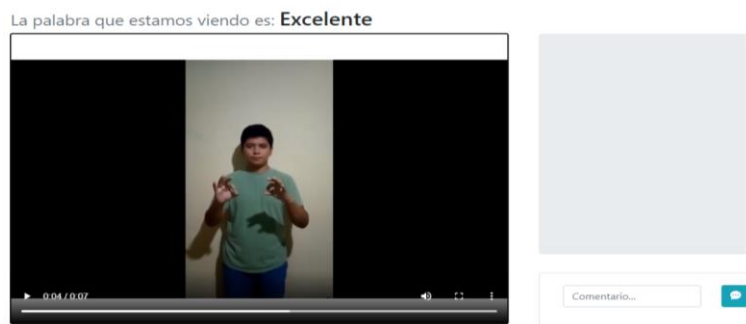 La palabra que estamos viendo es: Excelente
0:04 / 0:07
Comentario...